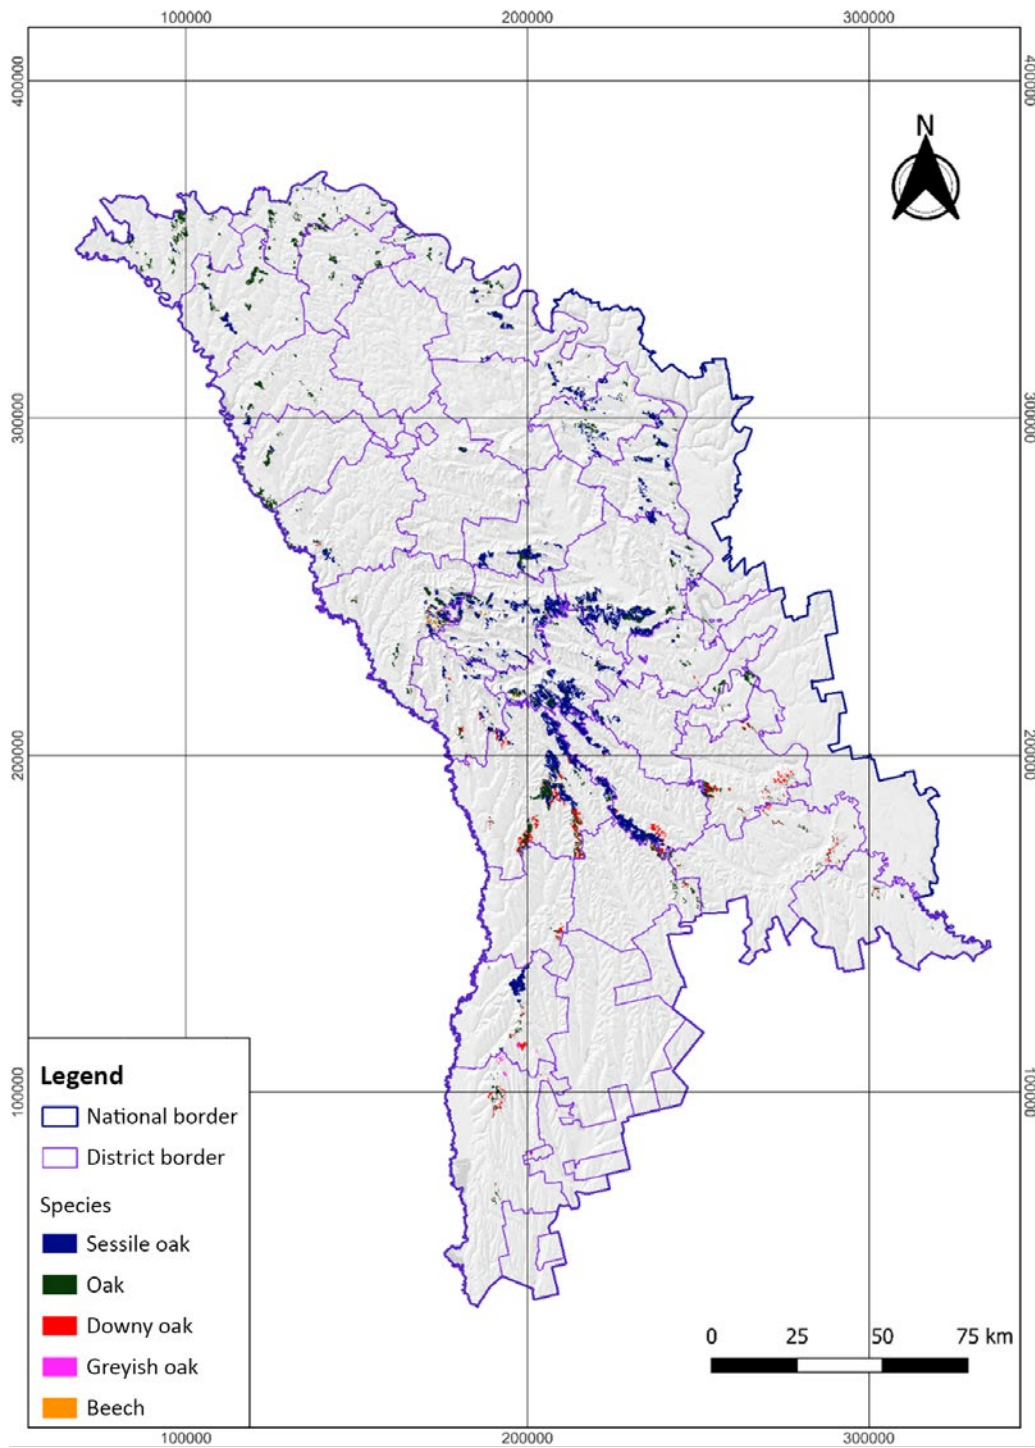 100000 200000 300000
400000 400000
N
300000 300000
200000 200000
100000 100000
Legend
National border
District border
Species
Sessile oak
Oak
Downy oak
Greyish oak
Beech
0 25 50 75 km
100000 200000 300000